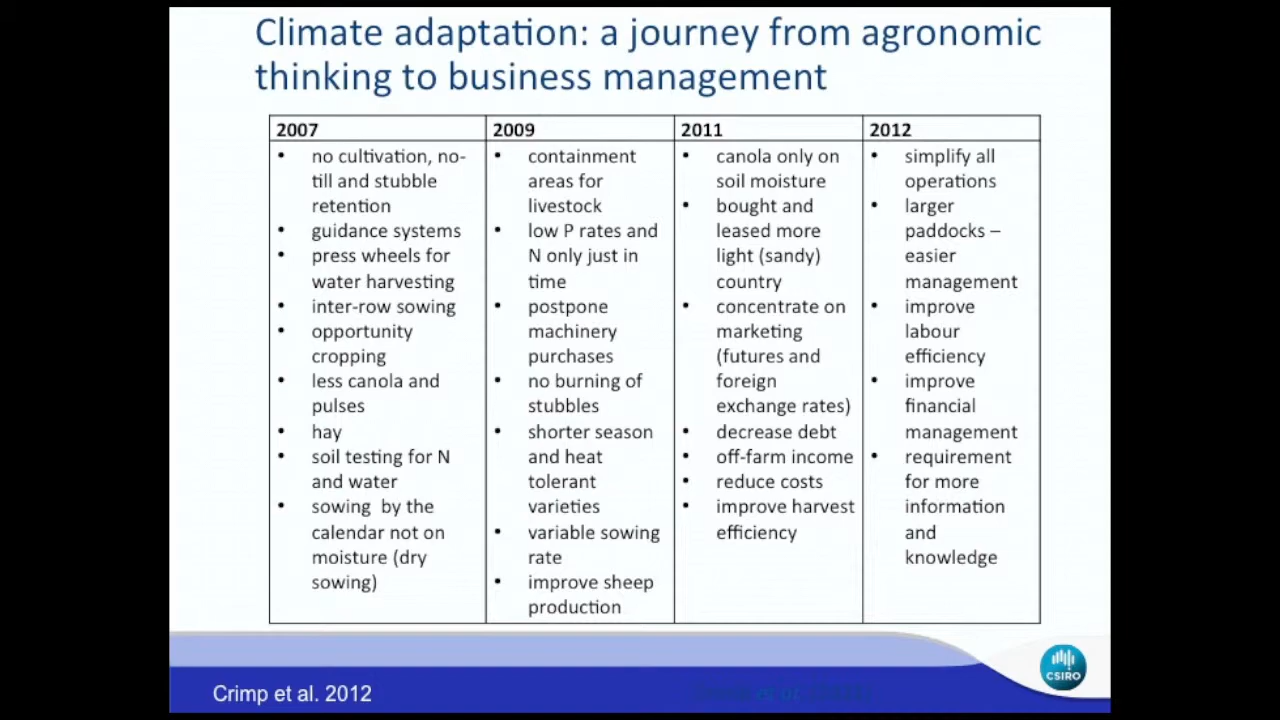 Climate adaptation: a journey from agronomic
thinking to business management
2007
• no cultivation, no-
till and stubble
retention
• guidance systems
• press wheels for
water harvesting
• inter-row sowing
• opportunity
cropping
• less canola and
pulses
• hay
• soil testing for N
and water
• sowing by the
calendar not on
moisture (dry
sowing)
2009
• containment
areas for
livestock
• low P rates and
N only just in
time
• postpone
machinery
purchases
• no burning of
stubbles
• shorter season
and heat
tolerant
varieties
• variable sowing
rate
• improve sheep
production
2011
• canola only on
soil moisture
• bought and
leased more
light (sandy)
country
• concentrate on
marketing
(futures and
foreign
exchange rates)
• decrease debt
• off-farm income
• reduce costs
• improve harvest
efficiency
2012
• simplify all
operations
• larger
paddocks –
easier
management
• improve
labour
efficiency
• improve
financial
management
• requirement
for more
information
and
knowledge
Crimp et al. 2012
CSIRO